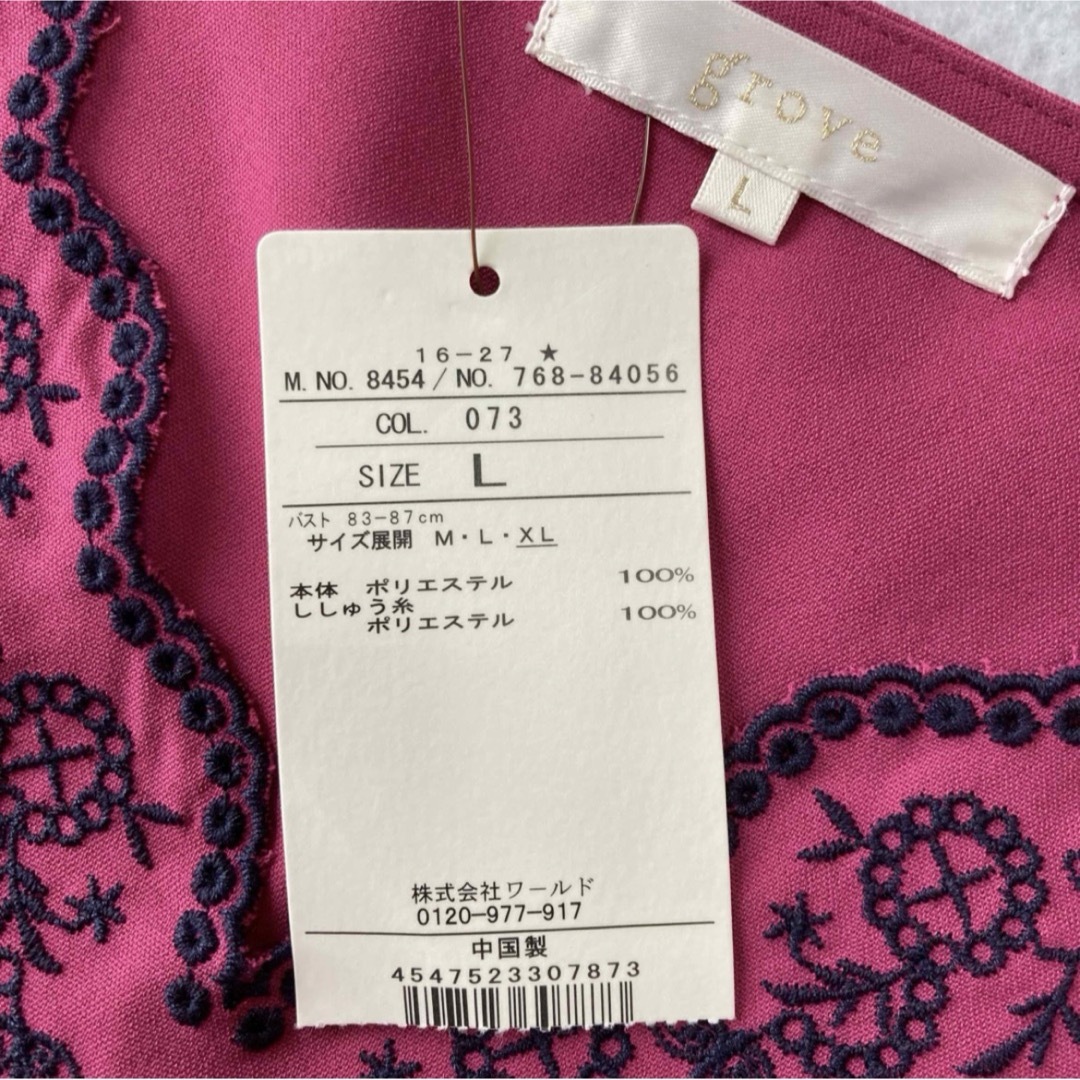 grove
L
16-27 ★
M. NO. 8454 / NO. 768-84056
COL. 073
SIZE L
バスト 83-87cm
サイズ展開 M・L・XL
本体 ポリエステル 100%
ししゅう糸
ポリエステル 100%
株式会社ワールド
0120-977-917
中国製
4547523307873